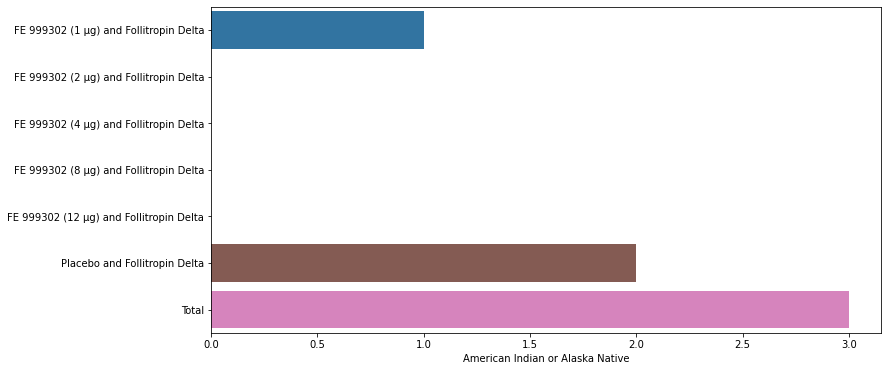 FE 999302 (1 µg) and Follitropin Delta
FE 999302 (2 µg) and Follitropin Delta
FE 999302 (4 µg) and Follitropin Delta
FE 999302 (8 µg) and Follitropin Delta
FE 999302 (12 µg) and Follitropin Delta
Placebo and Follitropin Delta
Total
0.0 0.5 1.0 1.5 2.0 2.5 3.0
American Indian or Alaska Native